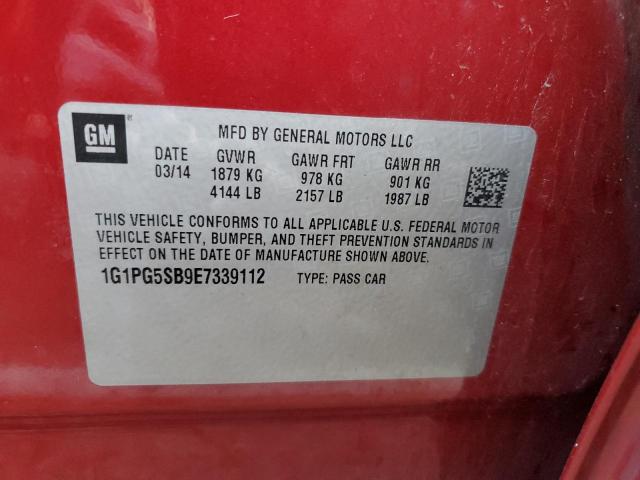 GM
MFD BY GENERAL MOTORS LLC
DATE GVWR GAWR FRT GAWR RR
03/14 1879 KG 978 KG 901 KG
4144 LB 2157 LB 1987 LB
THIS VEHICLE CONFORMS TO ALL APPLICABLE U.S. FEDERAL MOTOR
VEHICLE SAFETY, BUMPER, AND THEFT PREVENTION STANDARDS IN
EFFECT ON THE DATE OF MANUFACTURE SHOWN ABOVE.
1G1PG5SB9E7339112 TYPE: PASS CAR